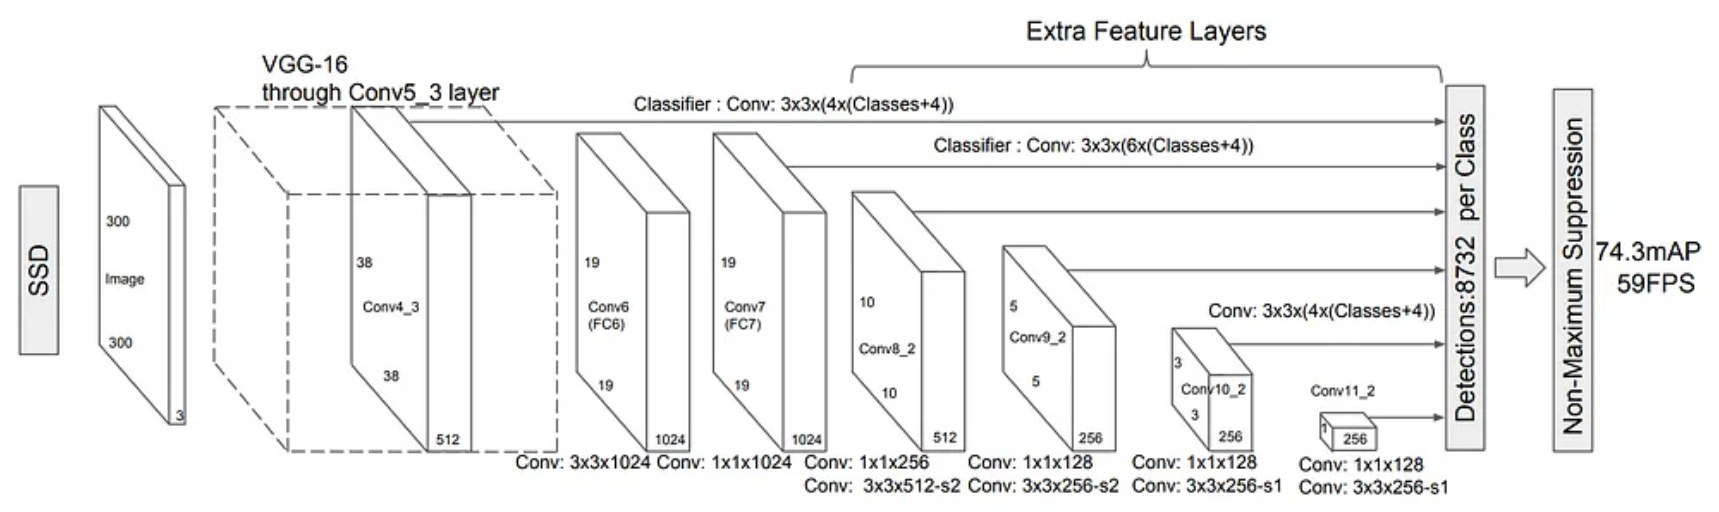 Extra Feature Layers
VGG-16
through Conv5_3 layer
Classifier : Conv: 3x3x(4x(Classes+4))
Classifier : Conv: 3x3x(6x(Classes+4))
SSD
300
Image
300
3
38
Conv4_3
38
512
19
Conv6
(FC6)
19
1024
19
Conv7
(FC7)
19
1024
10
Conv8_2
10
512
5
Conv9_2
5
256
Conv: 3x3x(4x(Classes+4))
3
Conv10_2
3
256
Conv11_2
1
256
Detections:8732 per Class
Non-Maximum Suppression
74.3mAP
59FPS
Conv: 3x3x1024
Conv: 1x1x1024
Conv: 1x1x256
Conv: 3x3x512-s2
Conv: 1x1x128
Conv: 3x3x256-s2
Conv: 1x1x128
Conv: 3x3x256-s1
Conv: 1x1x128
Conv: 3x3x256-s1